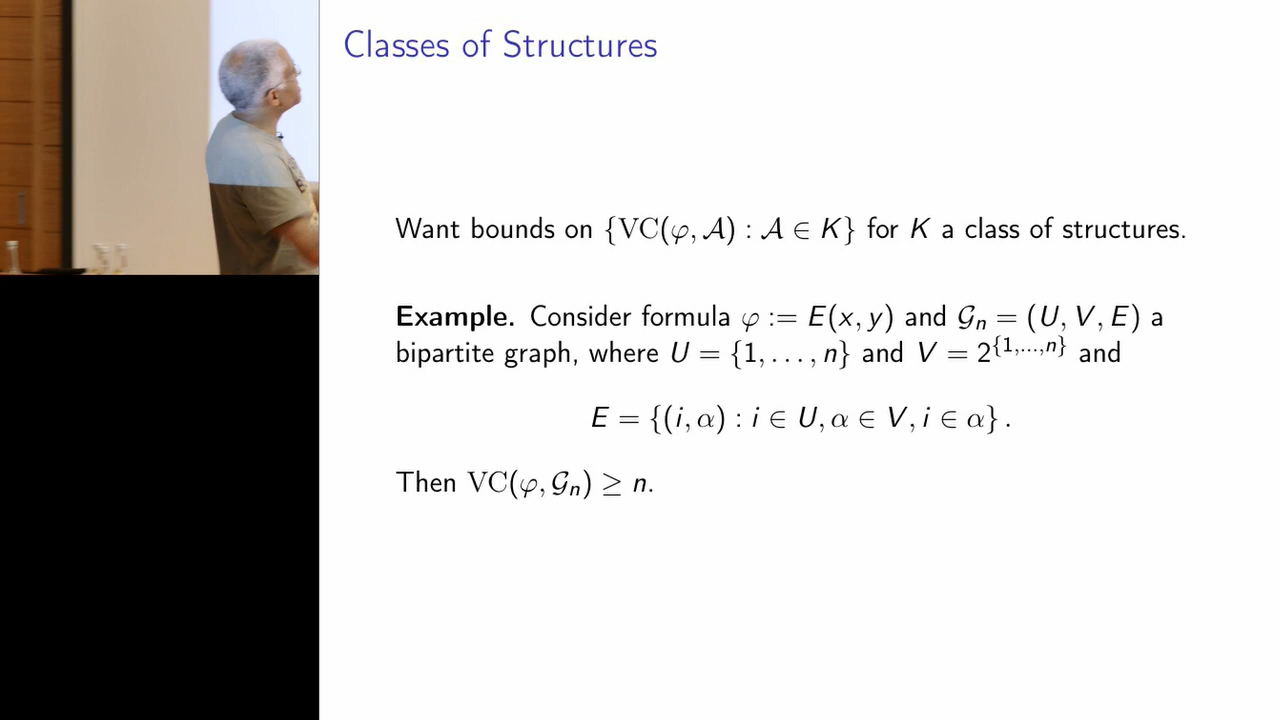 Classes of Structures
Want bounds on {VC(φ, 𝒜) : 𝒜 ∈ K} for K a class of structures.
Example. Consider formula φ := E(x, y) and 𝒢ₙ = (U, V, E) a
bipartite graph, where U = {1, . . . , n} and V = 2^{1,...,n} and
E = {(i, α) : i ∈ U, α ∈ V, i ∈ α} .
Then VC(φ, 𝒢ₙ) ≥ n.